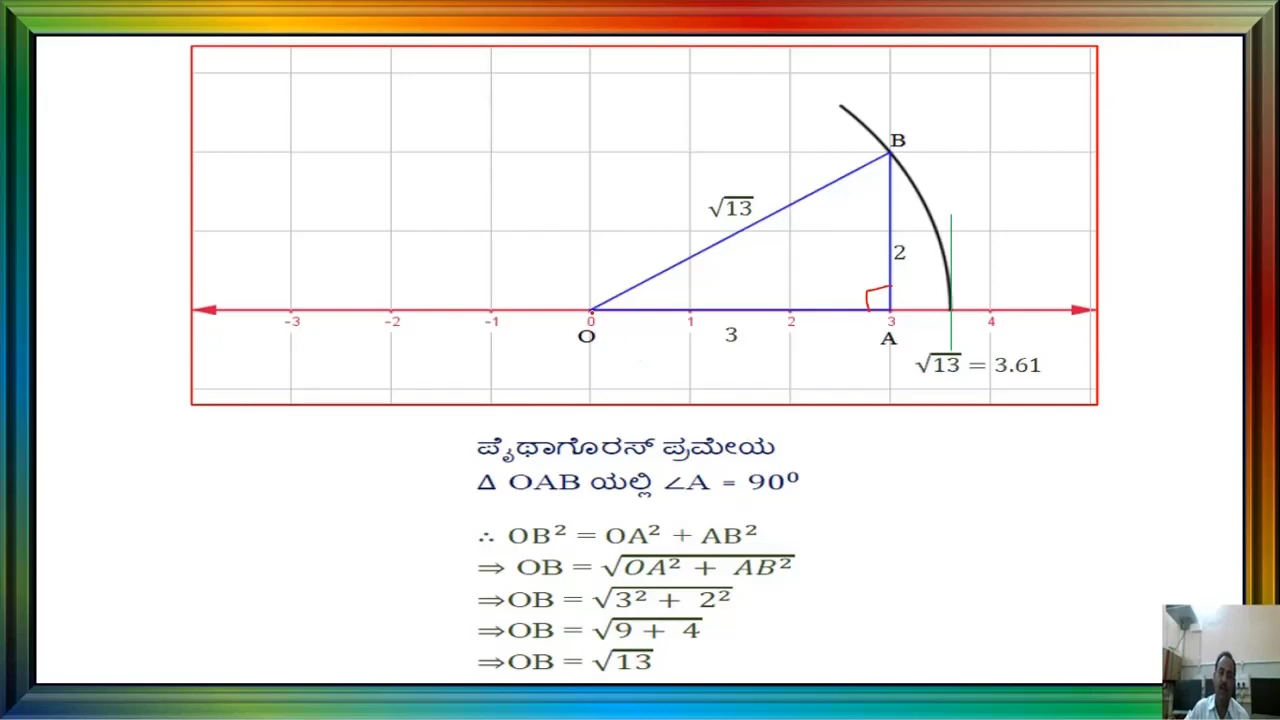 B
√13
2
-3 -2 -1 0 1 2 3 4
O 3 A
√13 = 3.61
ಪೈಥಾಗೊರಸ್ ಪ್ರಮೇಯ
Δ OAB ಯಲ್ಲಿ ∠A = 90⁰
∴ OB² = OA² + AB²
⇒ OB = √OA² + AB²
⇒OB = √3² + 2²
⇒OB = √9 + 4
⇒OB = √13